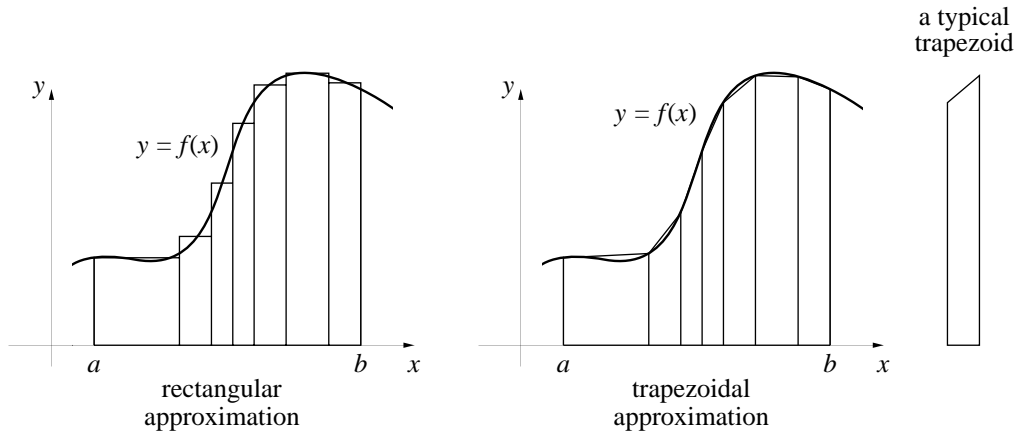 y
y = f(x)
a
b
x
rectangular
approximation
y
y = f(x)
a
b
x
trapezoidal
approximation
a typical
trapezoid